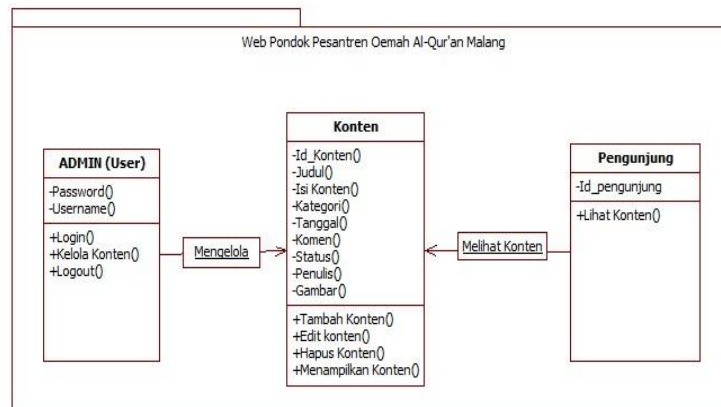 Web Pondok Pesantren Oemah Al-Qur'an Malang
ADMIN (User)
-Password()
-Username()
+Login()
+Kelola Konten()
+Logout()
Mengelola
Konten
-Id_Konten()
-Judul()
-Isi Konten()
-Kategori()
-Tanggal()
-Komen()
-Status()
-Penulis()
-Gambar()
+Tambah Konten()
+Edit konten()
+Hapus Konten()
+Menampilkan Konten()
Melihat Konten
Pengunjung
-Id_pengunjung
+Lihat Konten()